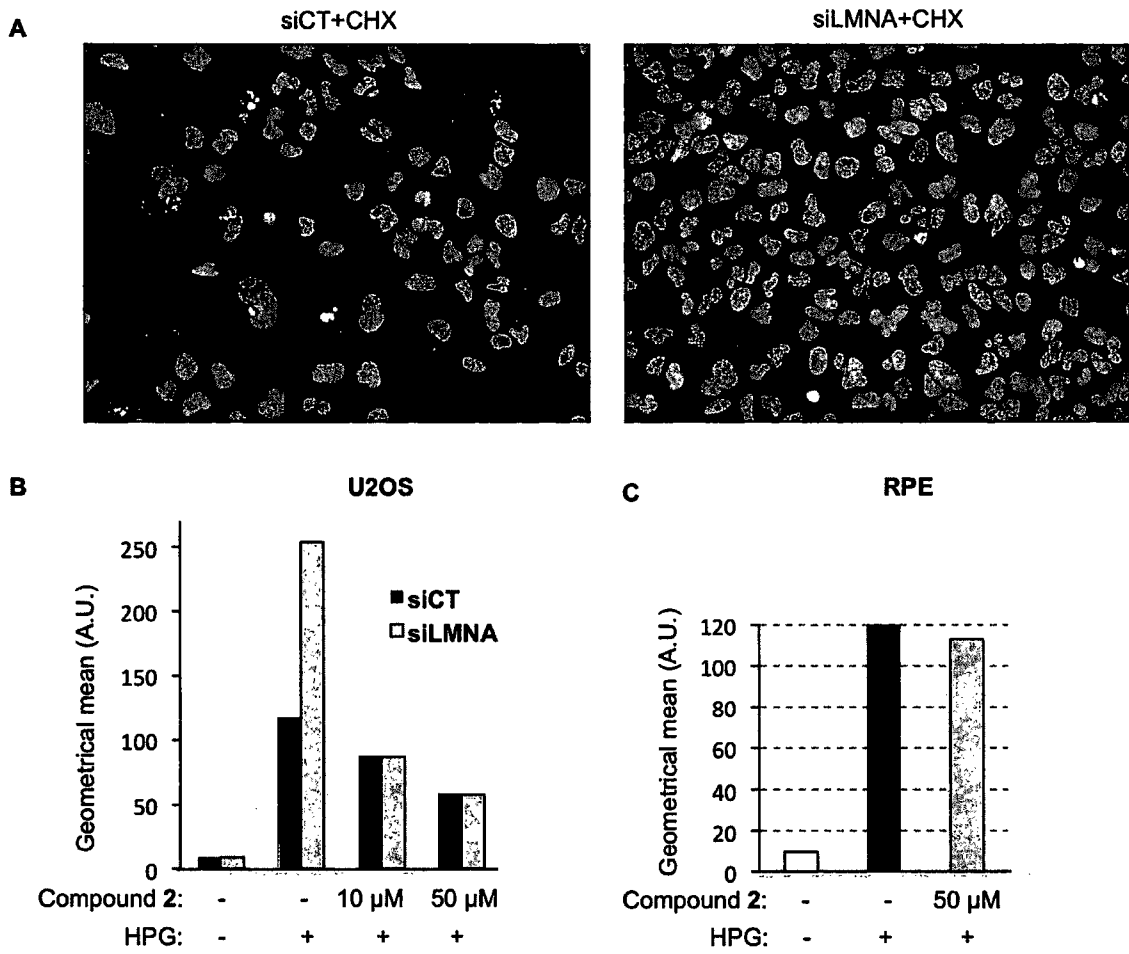 A
siCT+CHX
siLMNA+CHX
B
U2OS
Geometrical mean (A.U.)
250
200
150
100
50
0
siCT
siLMNA
Compound 2: - - 10 µM 50 µM
HPG: - + + +
C
RPE
Geometrical mean (A.U.)
120
100
80
60
40
20
0
Compound 2: - - 50 µM
HPG: - + +